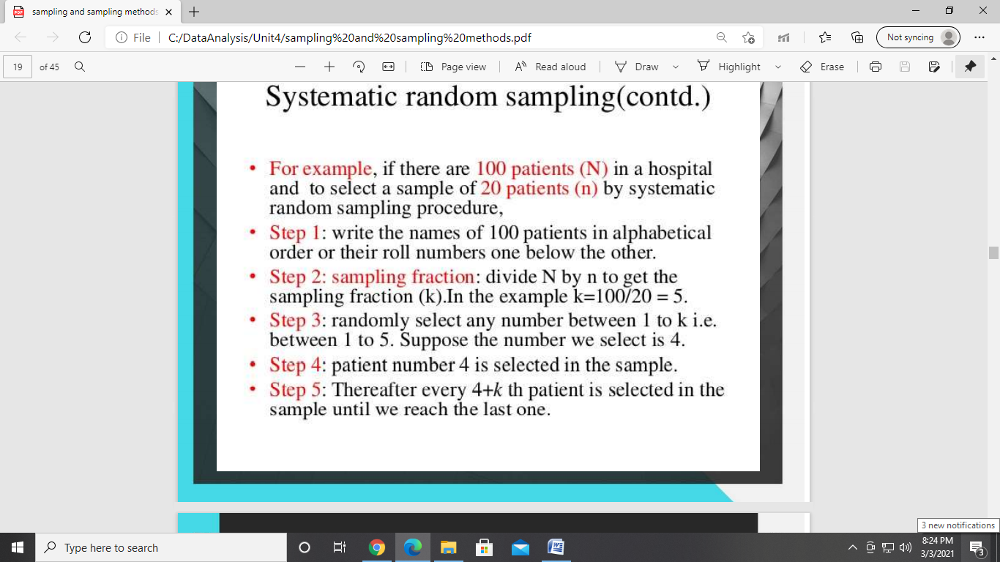 sampling and sampling methods
File
C:/DataAnalysis/Unit4/sampling%20and%20sampling%20methods.pdf
Not syncing
19 of 45
Page view
Read aloud
Draw
Highlight
Erase
Systematic random sampling(contd.)
• For example, if there are 100 patients (N) in a hospital
and to select a sample of 20 patients (n) by systematic
random sampling procedure,
• Step 1: write the names of 100 patients in alphabetical
order or their roll numbers one below the other.
• Step 2: sampling fraction: divide N by n to get the
sampling fraction (k).In the example k=100/20 = 5.
• Step 3: randomly select any number between 1 to k i.e.
between 1 to 5. Suppose the number we select is 4.
• Step 4: patient number 4 is selected in the sample.
• Step 5: Thereafter every 4+k th patient is selected in the
sample until we reach the last one.
3 new notifications
Type here to search
8:24 PM
3/3/2021
3